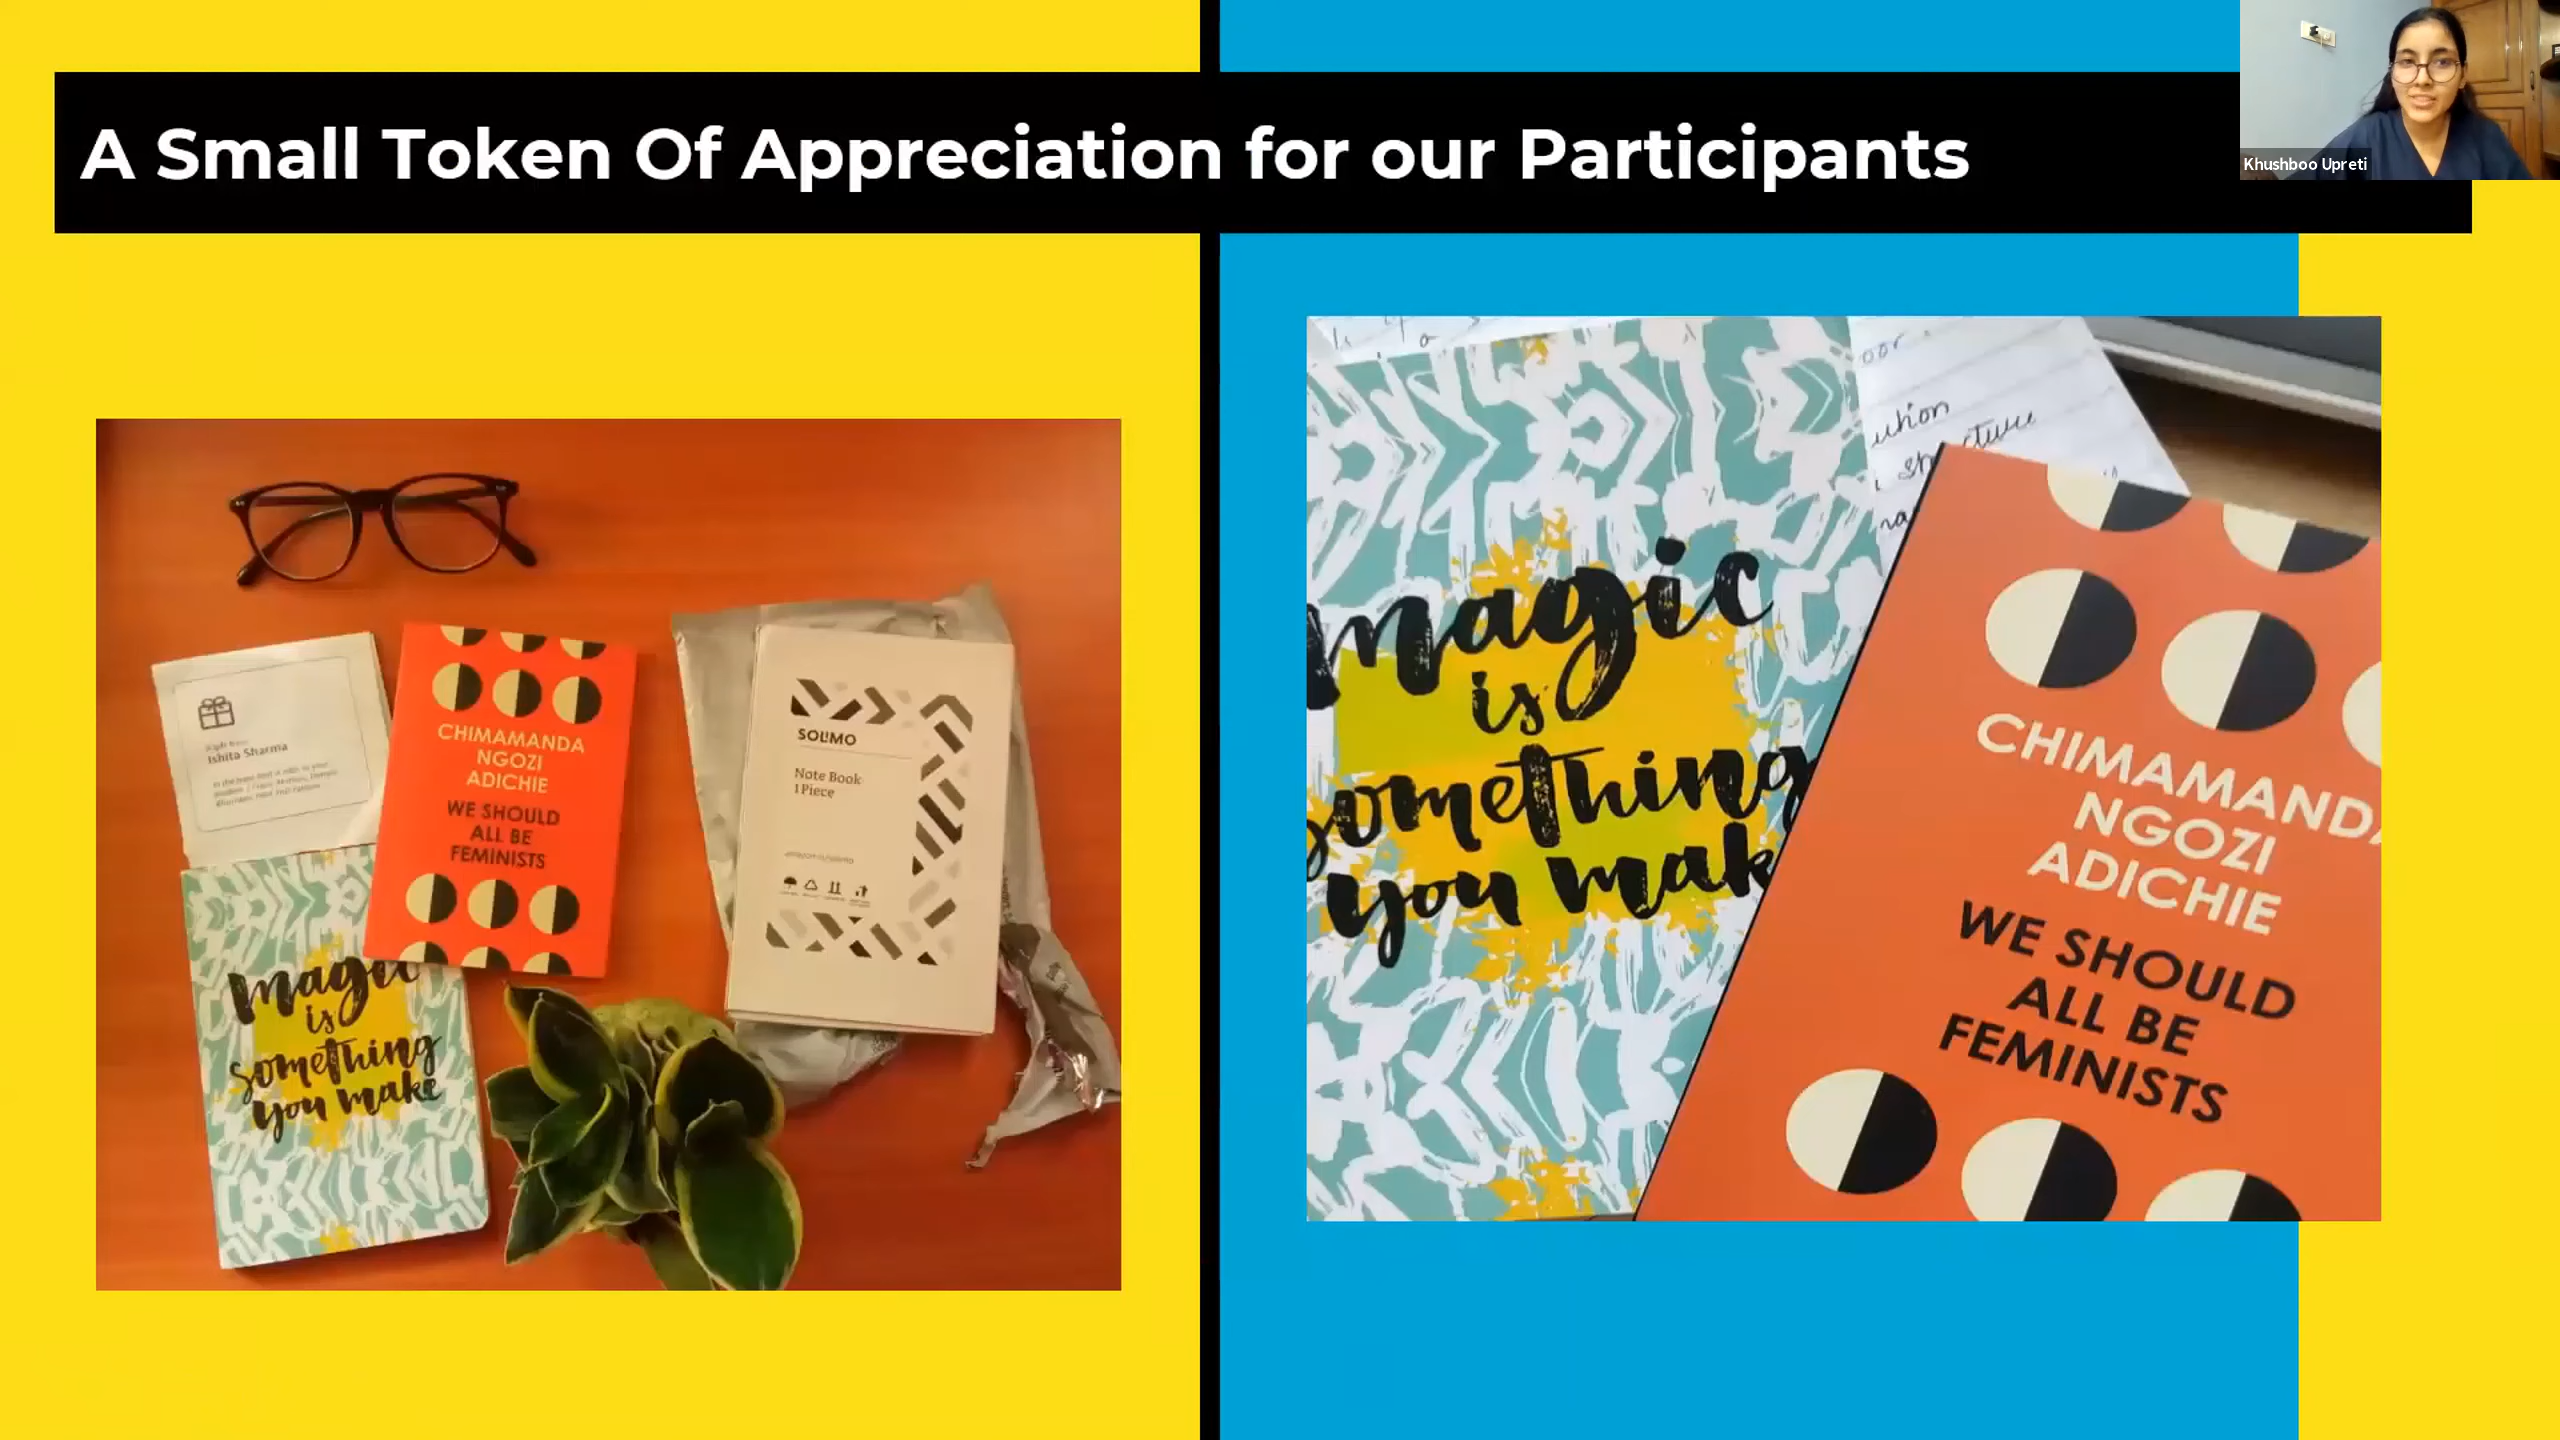 A Small Token Of Appreciation for our Participants
Khushboo Upreti
Ishita Sharma
CHIMAMANDA
NGOZI
ADICHIE
WE SHOULD
ALL BE
FEMINISTS
SOLIMO
Note Book
1 Piece
magic
is
something
you make
magic
is
something
you mak
CHIMAMANDA
NGOZI
ADICHIE
WE SHOULD
ALL BE
FEMINISTS